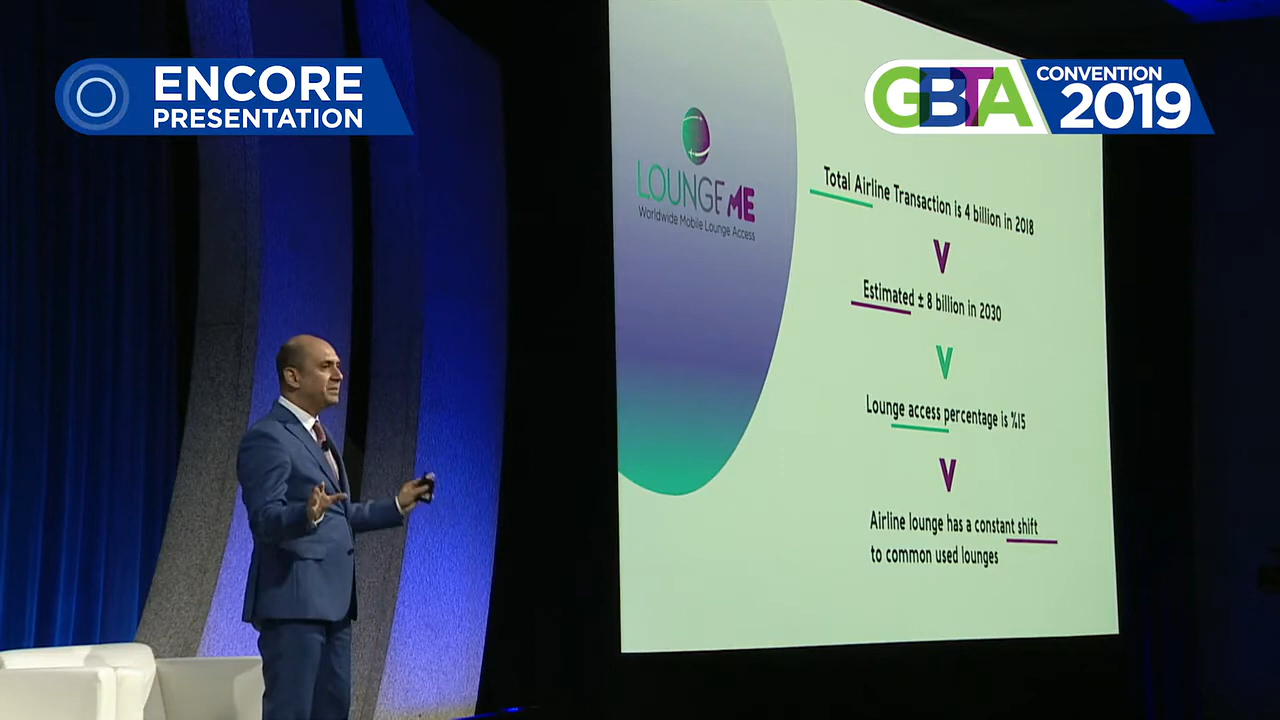 ENCORE
PRESENTATION
GBTA
CONVENTION
2019
LOUNGE ME
Worldwide Mobile Lounge Access
Total Airline Transaction is 4 billion in 2018
Estimated ± 8 billion in 2030
Lounge access percentage is %15
Airline lounge has a constant shift
to common used lounges